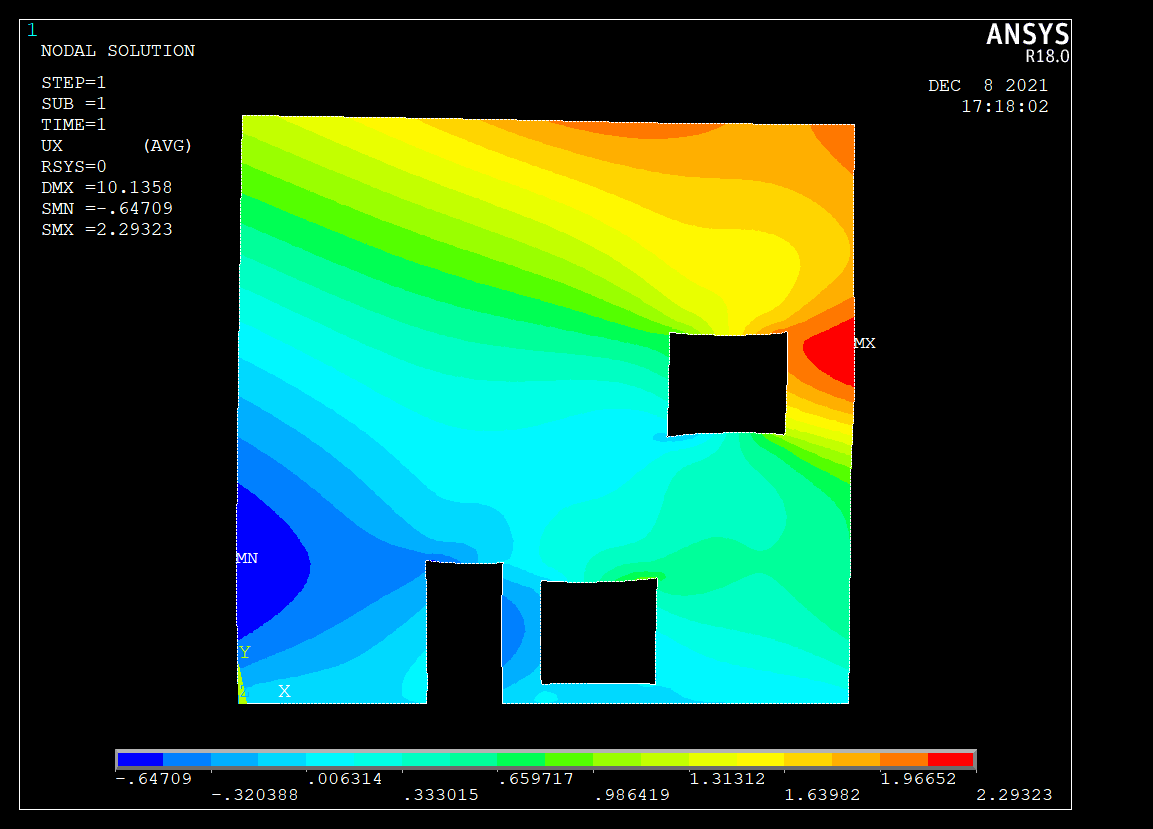 1
ANSYS
R18.0
NODAL SOLUTION
DEC 8 2021
17:18:02
STEP=1
SUB =1
TIME=1
UX (AVG)
RSYS=0
DMX =10.1358
SMN =-.64709
SMX =2.29323
MX
MN
Y
X
-.64709 .006314 .659717 1.31312 1.96652
-.320388 .333015 .986419 1.63982 2.29323